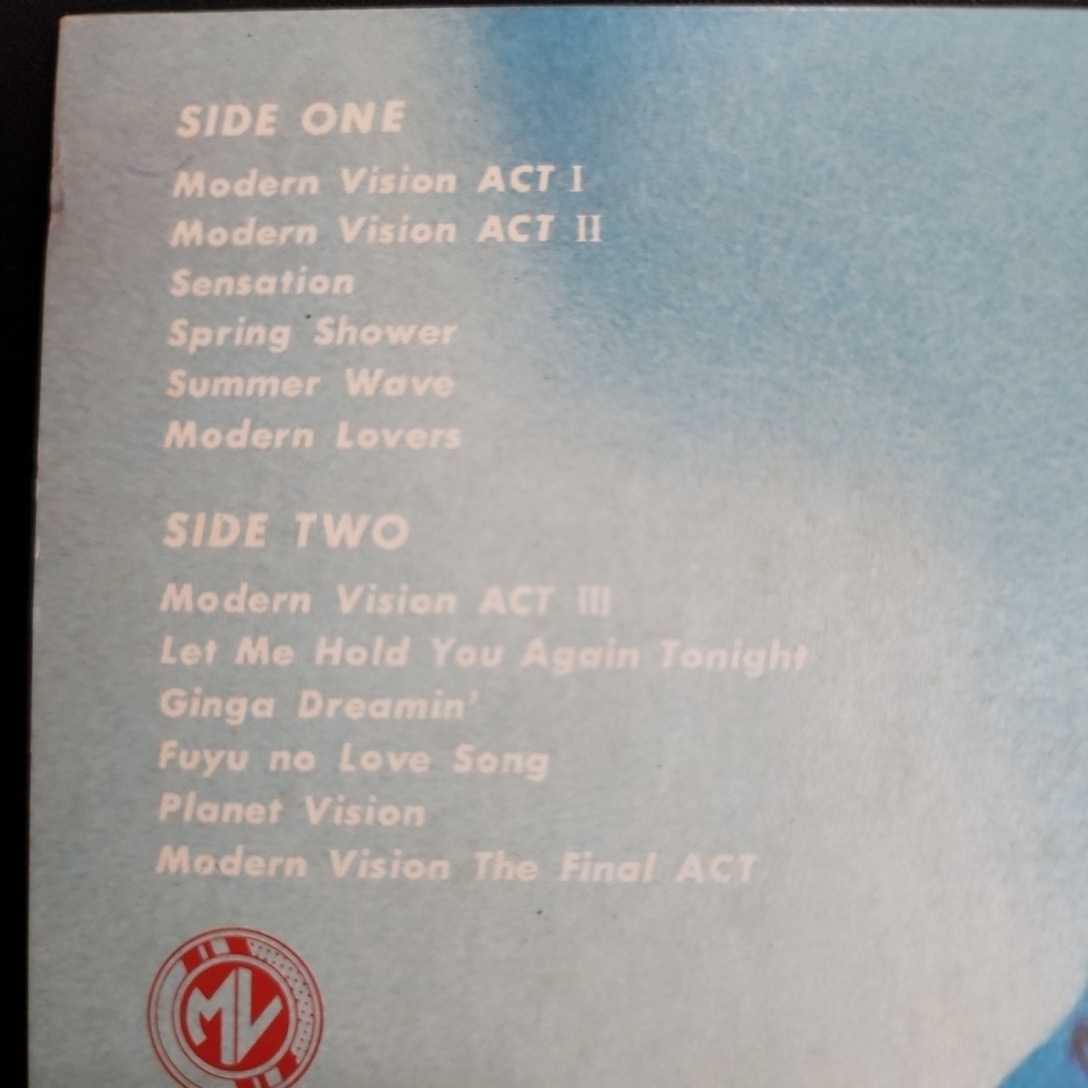 SIDE ONE
Modern Vision ACT I
Modern Vision ACT II
Sensation
Spring Shower
Summer Wave
Modern Lovers
SIDE TWO
Modern Vision ACT III
Let Me Hold You Again Tonight
Ginga Dreamin'
Fuyu no Love Song
Planet Vision
Modern Vision The Final ACT
MV